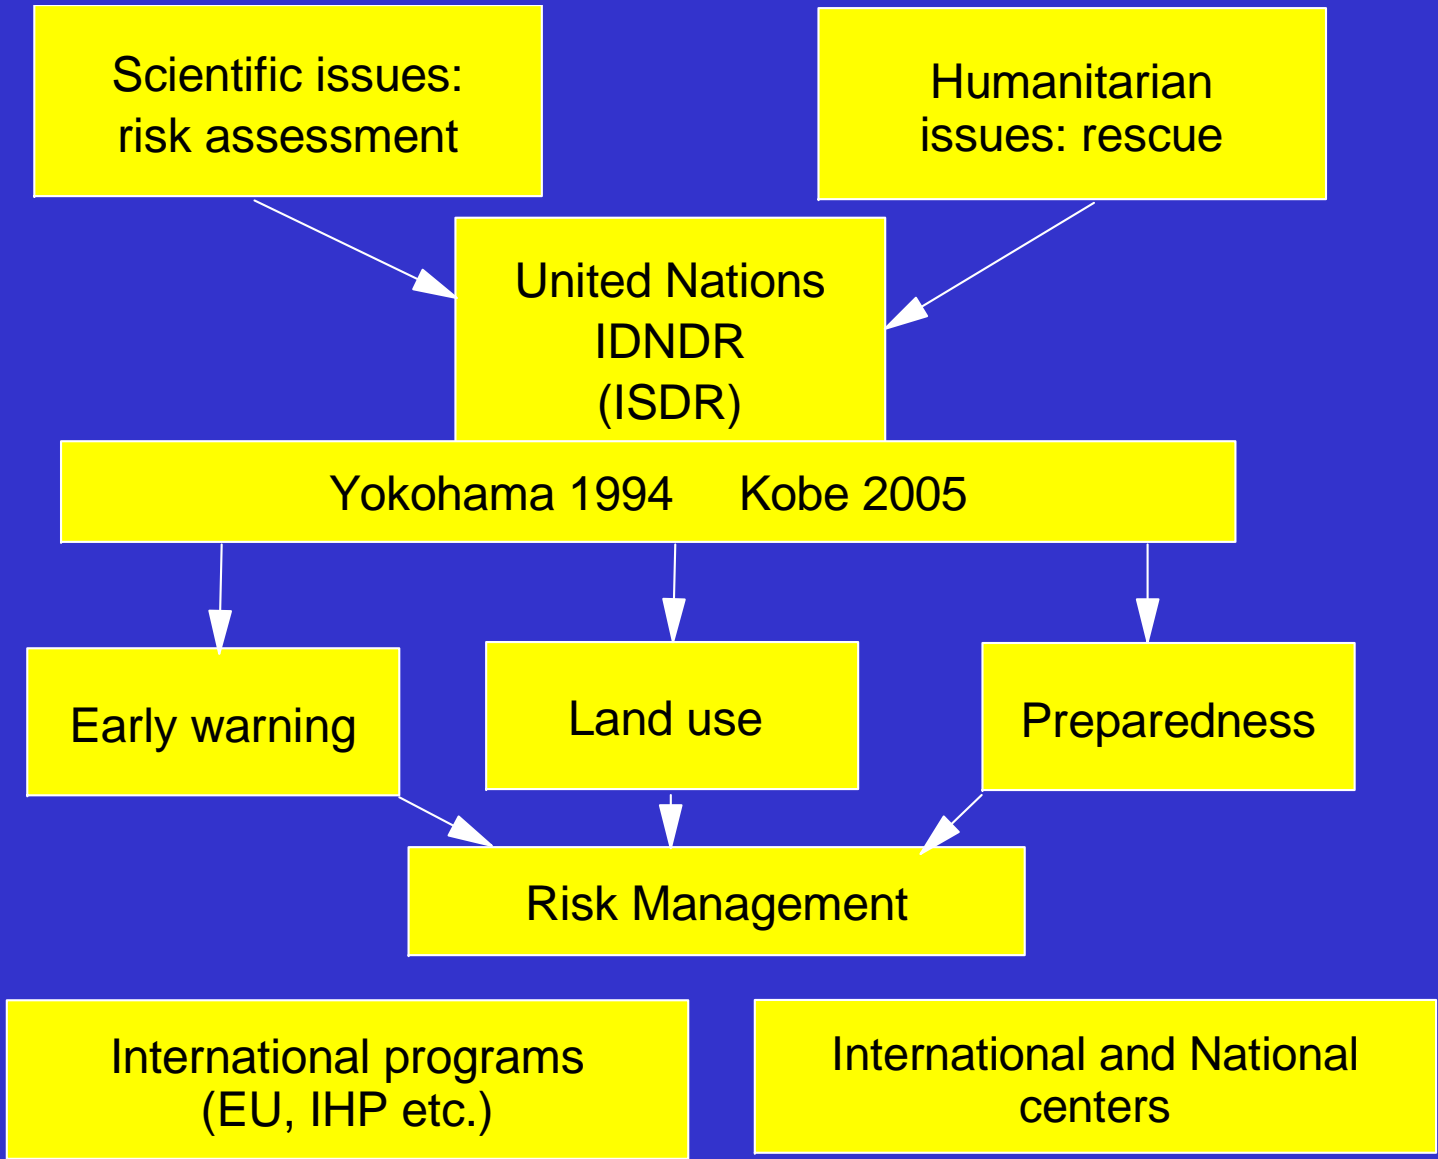 Scientific issues:
risk assessment
Humanitarian
issues: rescue
United Nations
IDNDR
(ISDR)
Yokohama 1994 Kobe 2005
Early warning
Land use
Preparedness
Risk Management
International programs
(EU, IHP etc.)
International and National
centers